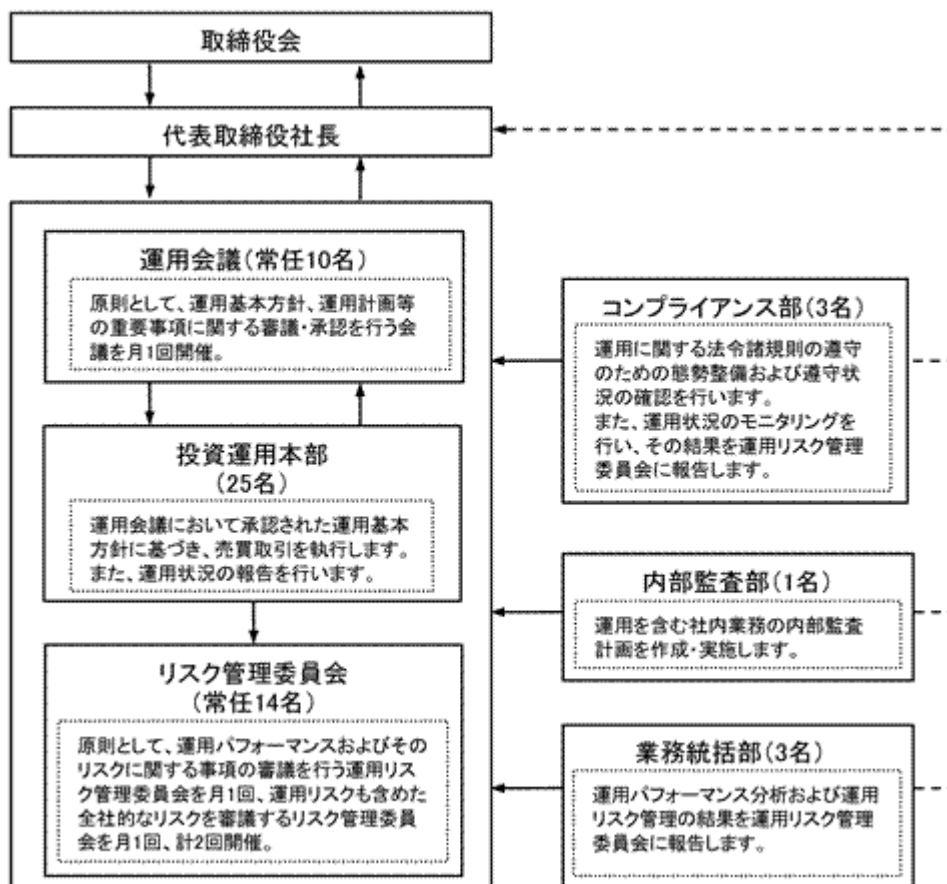 取締役会
代表取締役社長
運用会議(常任10名)
原則として、運用基本方針、運用計画等
の重要事項に関する審議・承認を行う会
議を月1回開催。
投資運用本部
(25名)
運用会議において承認された運用基本
方針に基づき、売買取引を執行します。
また、運用状況の報告を行います。
リスク管理委員会
(常任14名)
原則として、運用パフォーマンスおよびその
リスクに関する事項の審議を行う運用リス
ク管理委員会を月1回、運用リスクも含めた
全社的なリスクを審議するリスク管理委員
会を月1回、計2回開催。
コンプライアンス部(3名)
運用に関する法令諸規則の遵守
のための態勢整備および遵守状
況の確認を行います。
また、運用状況のモニタリングを
行い、その結果を運用リスク管理
委員会に報告します。
内部監査部(1名)
運用を含む社内業務の内部監査
計画を作成・実施します。
業務統括部(3名)
運用パフォーマンス分析および運用
リスク管理の結果を運用リスク管理
委員会に報告します。